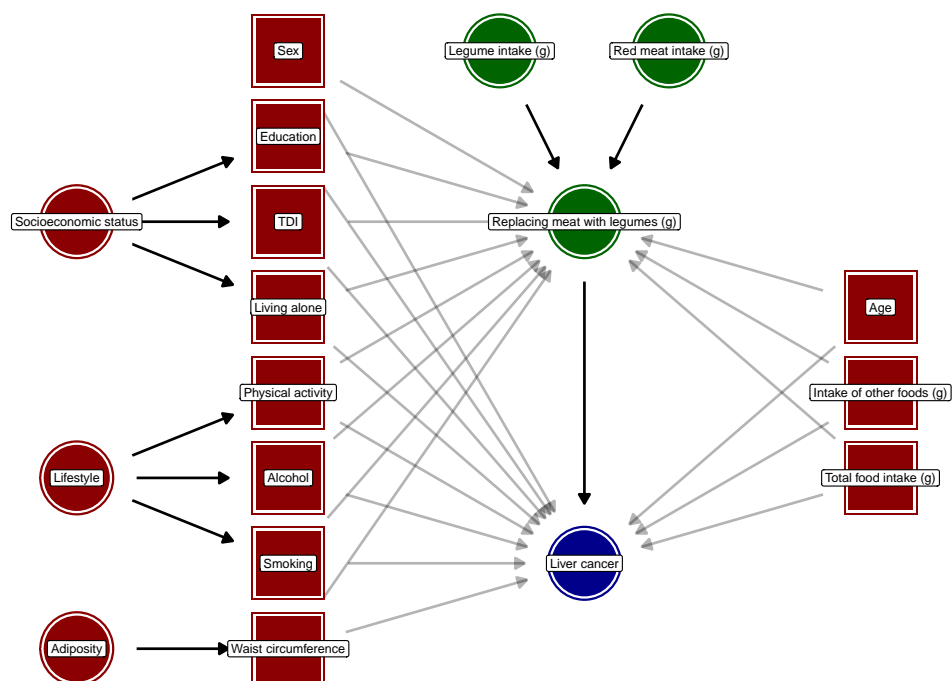 Sex
Legume intake (g)
Red meat intake (g)
Education
Socioeconomic status
TDI
Replacing meat with legumes (g)
Living alone
Age
Physical activity
Intake of other foods (g)
Lifestyle
Alcohol
Total food intake (g)
Smoking
Liver cancer
Adiposity
Waist circumference